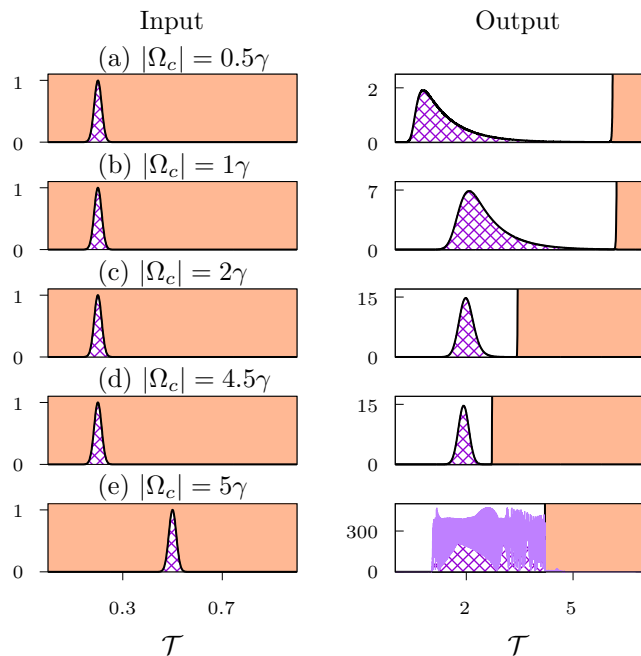 Input Output
(a) |Ω_c| = 0.5γ
1 2
0 0
(b) |Ω_c| = 1γ
1 7
0 0
(c) |Ω_c| = 2γ
1 15
0 0
(d) |Ω_c| = 4.5γ
1 15
0 0
(e) |Ω_c| = 5γ
1 300
0 0
0.3 0.7 2 5
𝒯 𝒯